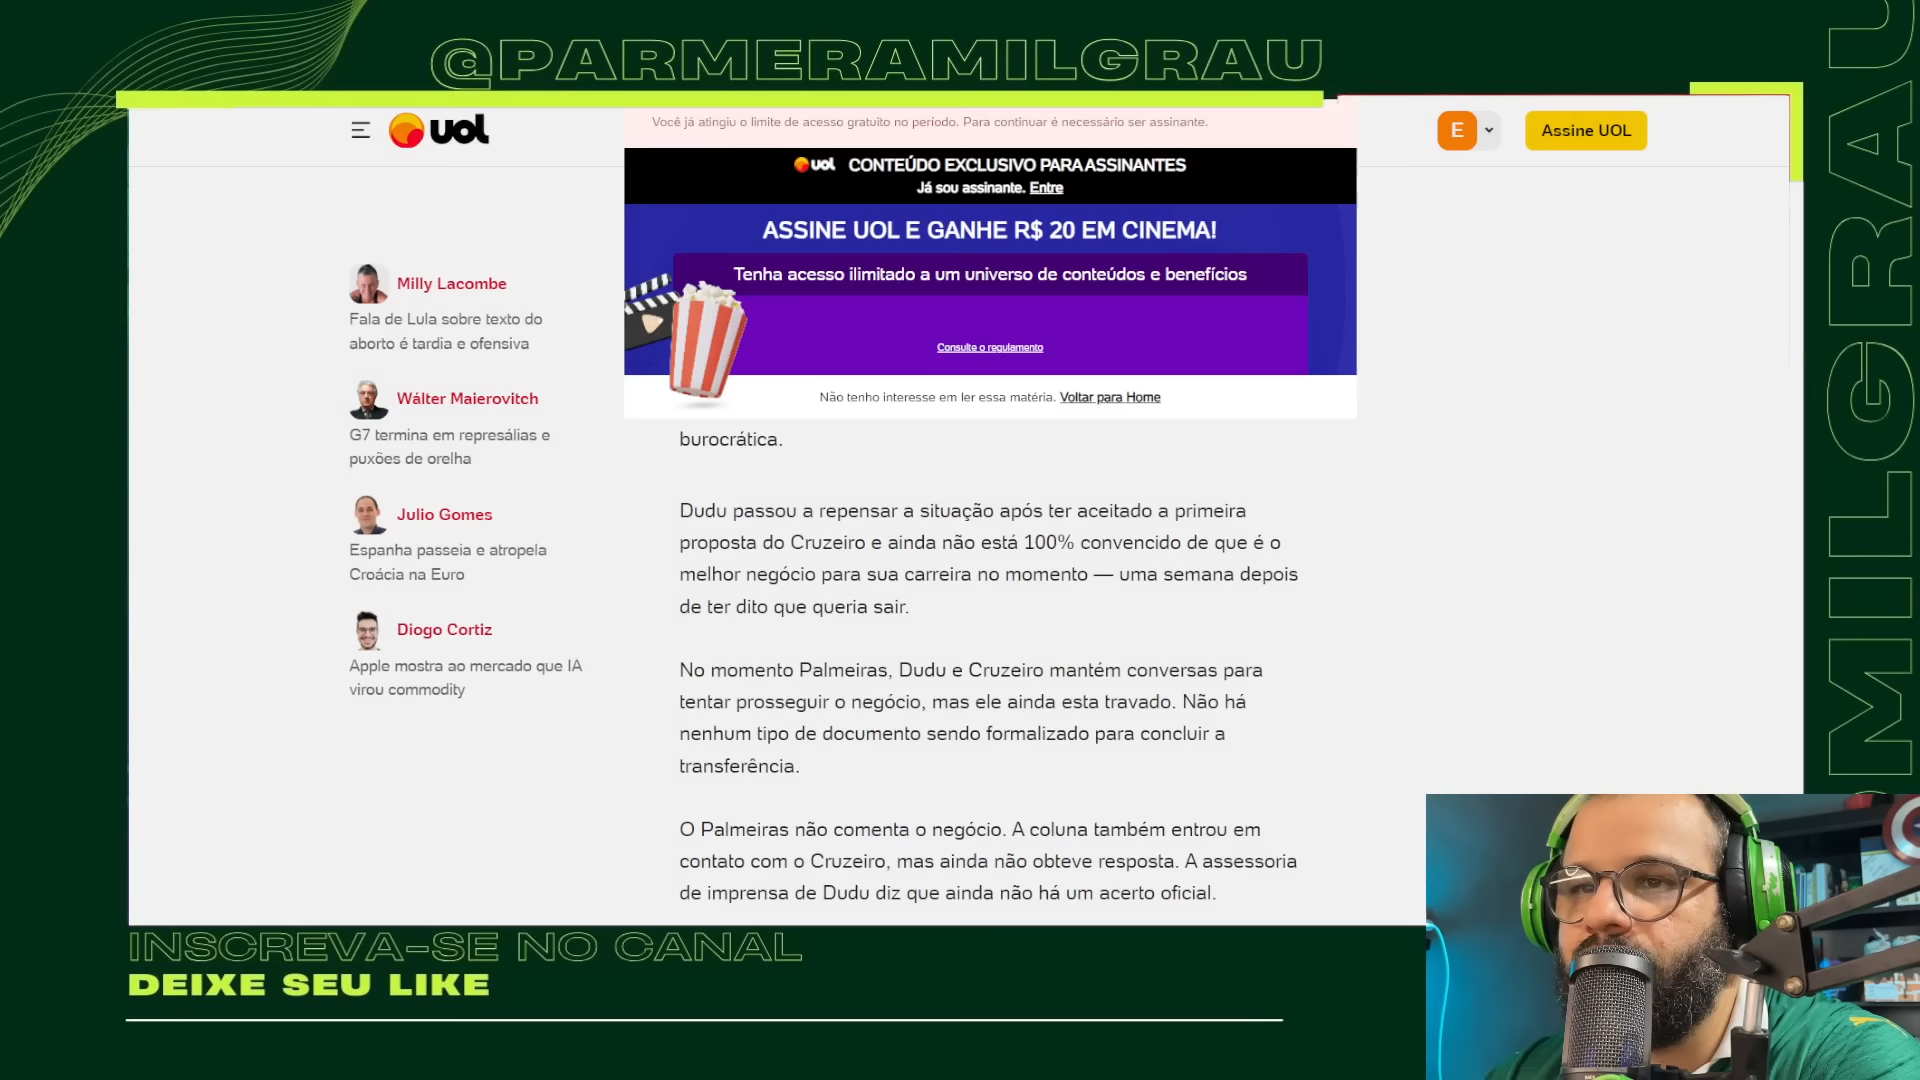 @PARMERAMILGRAU
uol
Você já atingiu o limite de acesso gratuito no período. Para continuar é necessário ser assinante.
E
Assine UOL
uol CONTEÚDO EXCLUSIVO PARA ASSINANTES
Já sou assinante. Entre
ASSINE UOL E GANHE R$ 20 EM CINEMA!
Tenha acesso ilimitado a um universo de conteúdos e benefícios
Consulte o regulamento
Não tenho interesse em ler essa matéria. Voltar para Home
Milly Lacombe
Fala de Lula sobre texto do
aborto é tardia e ofensiva
Wálter Maierovitch
G7 termina em represálias e
puxões de orelha
Julio Gomes
Espanha passeia e atropela
Croácia na Euro
Diogo Cortiz
Apple mostra ao mercado que IA
virou commodity
burocrática.
Dudu passou a repensar a situação após ter aceitado a primeira
proposta do Cruzeiro e ainda não está 100% convencido de que é o
melhor negócio para sua carreira no momento — uma semana depois
de ter dito que queria sair.
No momento Palmeiras, Dudu e Cruzeiro mantém conversas para
tentar prosseguir o negócio, mas ele ainda esta travado. Não há
nenhum tipo de documento sendo formalizado para concluir a
transferência.
O Palmeiras não comenta o negócio. A coluna também entrou em
contato com o Cruzeiro, mas ainda não obteve resposta. A assessoria
de imprensa de Dudu diz que ainda não há um acerto oficial.
INSCREVA-SE NO CANAL
DEIXE SEU LIKE
MILGRAU